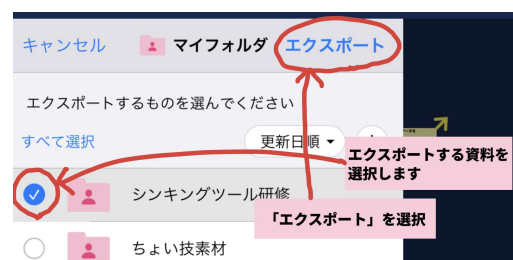 キャンセル マイフォルダ エクスポート
エクスポートするものを選んでください
すべて選択 更新日順
エクスポートする資料を
選択します
シンキングツール研修
「エクスポート」を選択
ちょい技素材